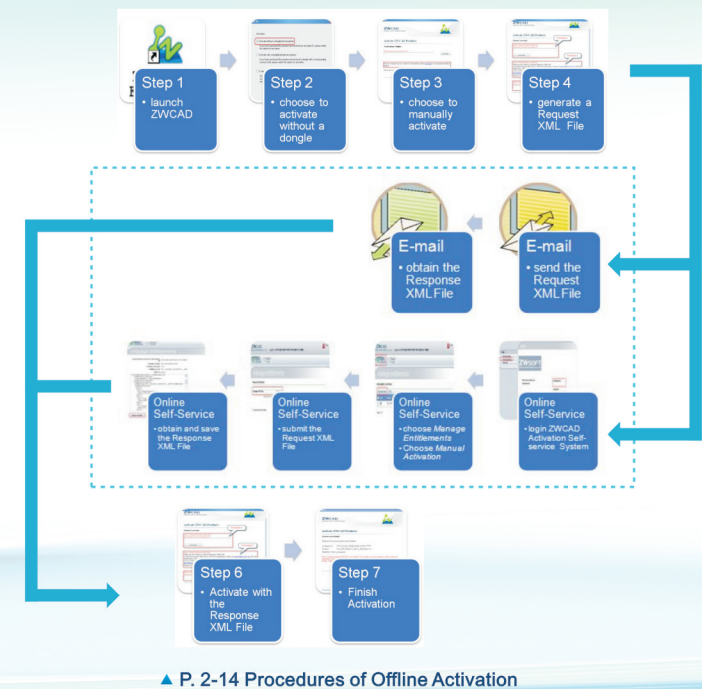 Step 1
• launch
ZWCAD
Step 2
• choose to
activate
without a
dongle
Step 3
• choose to
manually
activate
Step 4
• generate a
Request
XML File
E-mail
• obtain the
Response
XML File
E-mail
• send the
Request
XML File
Online
Self-Service
• obtain and save
the Response
XML File
Online
Self-Service
• submit the
Request XML
File
Online
Self-Service
• choose Manage
Entitlements
• Choose Manual
Activation
ZWSOFT
Online
Self-Service
• login ZWCAD
Activation Self-
service System
Step 6
• Activate with
the
Response
XML File
Step 7
• Finish
Activation
▲ P. 2-14 Procedures of Offline Activation